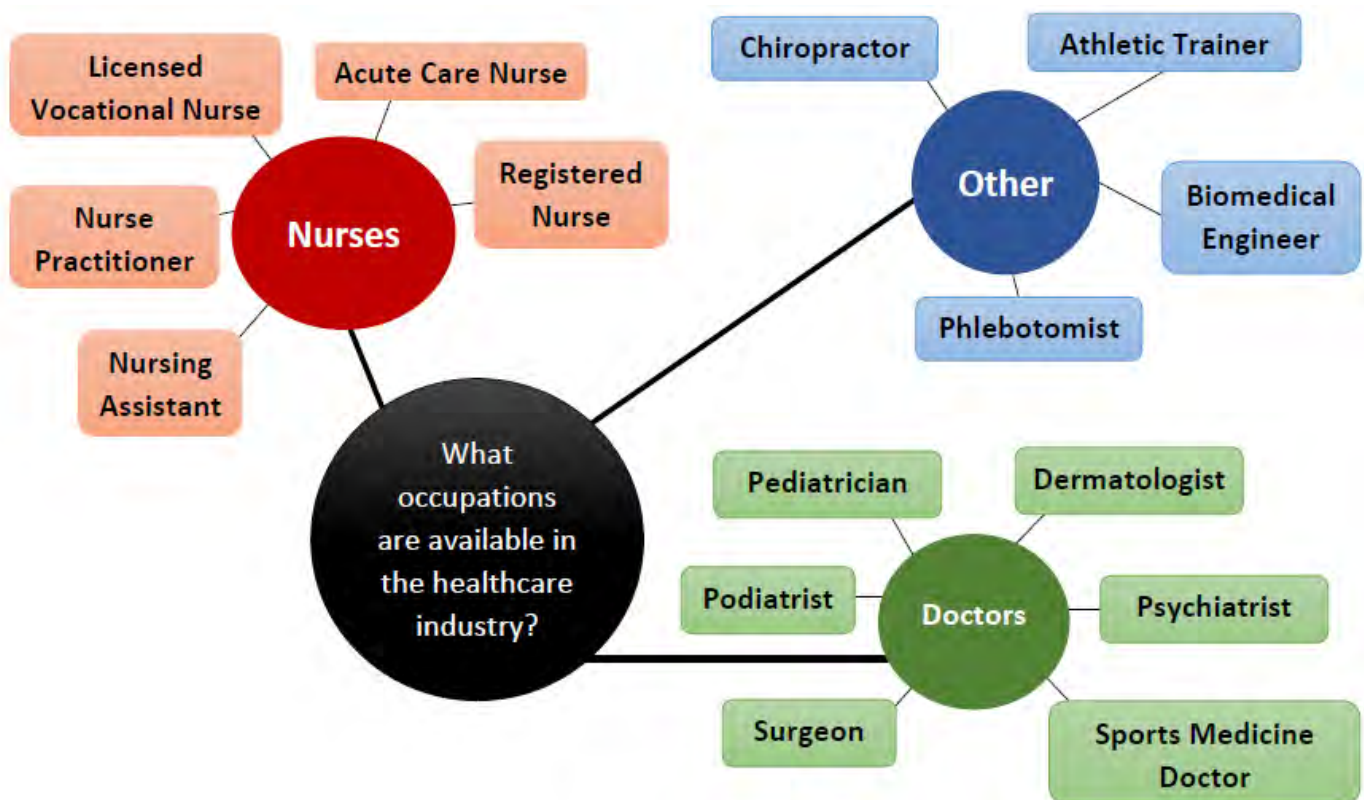 Licensed
Vocational Nurse
Acute Care Nurse
Registered
Nurse
Nurse
Practitioner
Nursing
Assistant
Nurses
Chiropractor
Athletic Trainer
Biomedical
Engineer
Phlebotomist
Other
What
occupations
are available in
the healthcare
industry?
Pediatrician
Dermatologist
Podiatrist
Psychiatrist
Surgeon
Sports Medicine
Doctor
Doctors